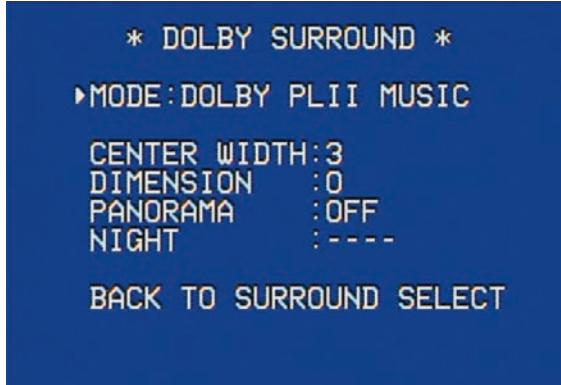 * DOLBY SURROUND *
▶MODE:DOLBY PLII MUSIC
CENTER WIDTH:3
DIMENSION :0
PANORAMA :OFF
NIGHT :----
BACK TO SURROUND SELECT